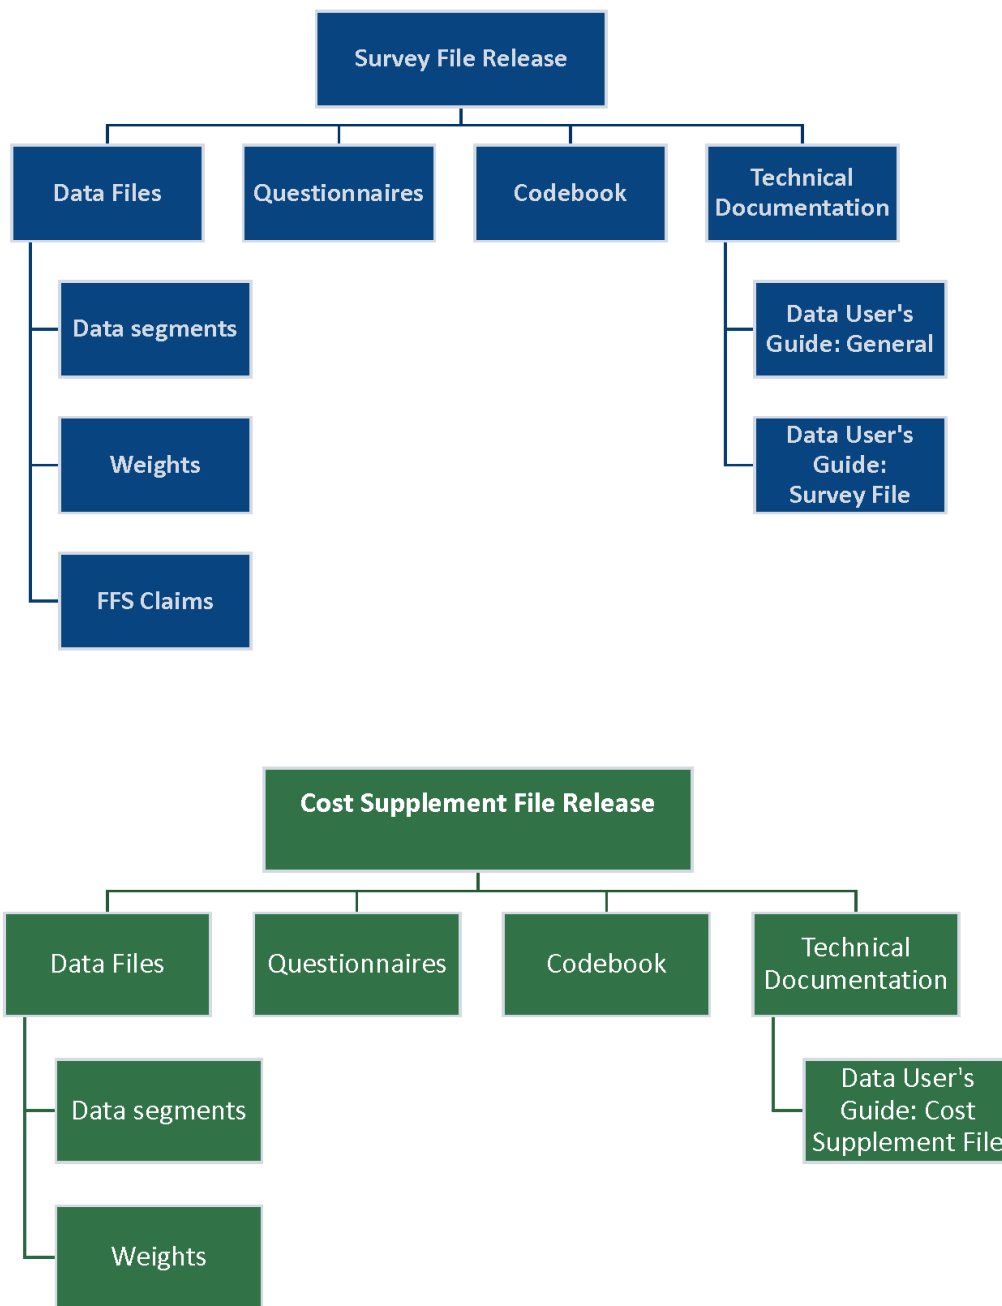 Survey File Release
Data Files
Questionnaires
Codebook
Technical
Documentation
Data segments
Data User's
Guide: General
Weights
Data User's
Guide:
Survey File
FFS Claims
Cost Supplement File Release
Data Files
Questionnaires
Codebook
Technical
Documentation
Data segments
Data User's
Guide: Cost
Supplement File
Weights